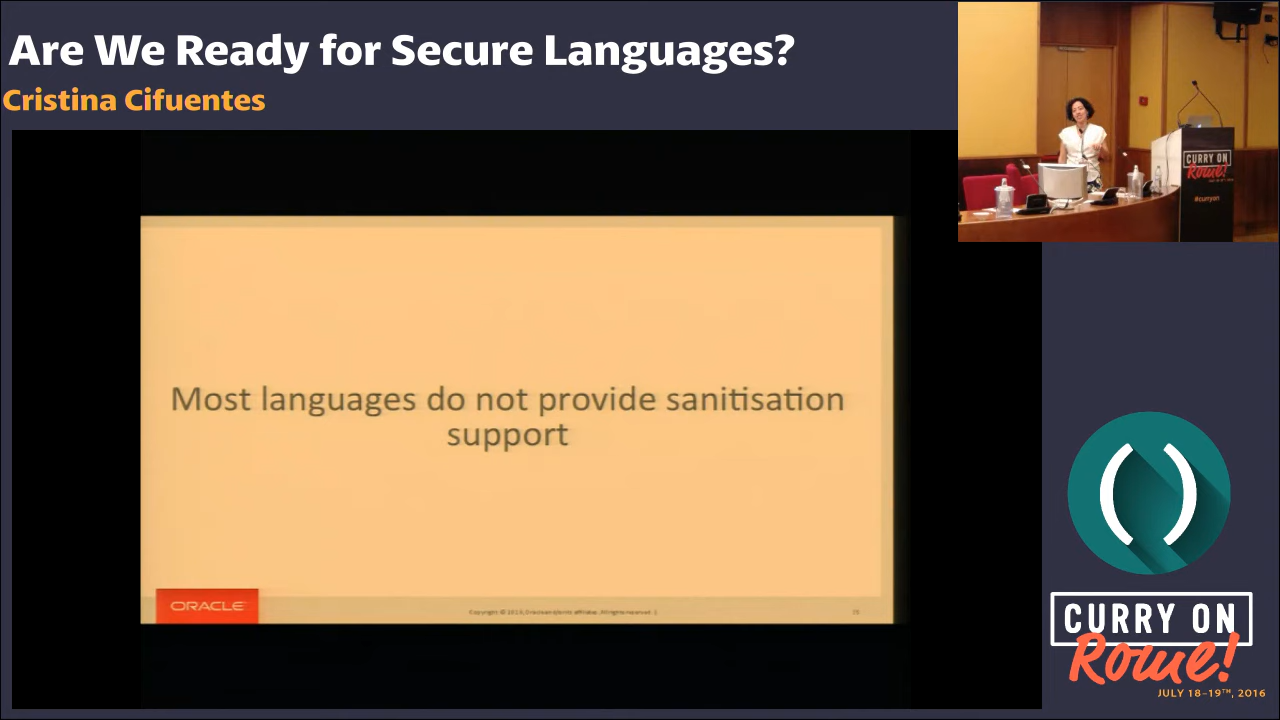 Are We Ready for Secure Languages?
Cristina Cifuentes
CURRY ON
Rome!
#curryon
Most languages do not provide sanitisation
support
ORACLE
CURRY ON
Rome!
JULY 18-19TH, 2016